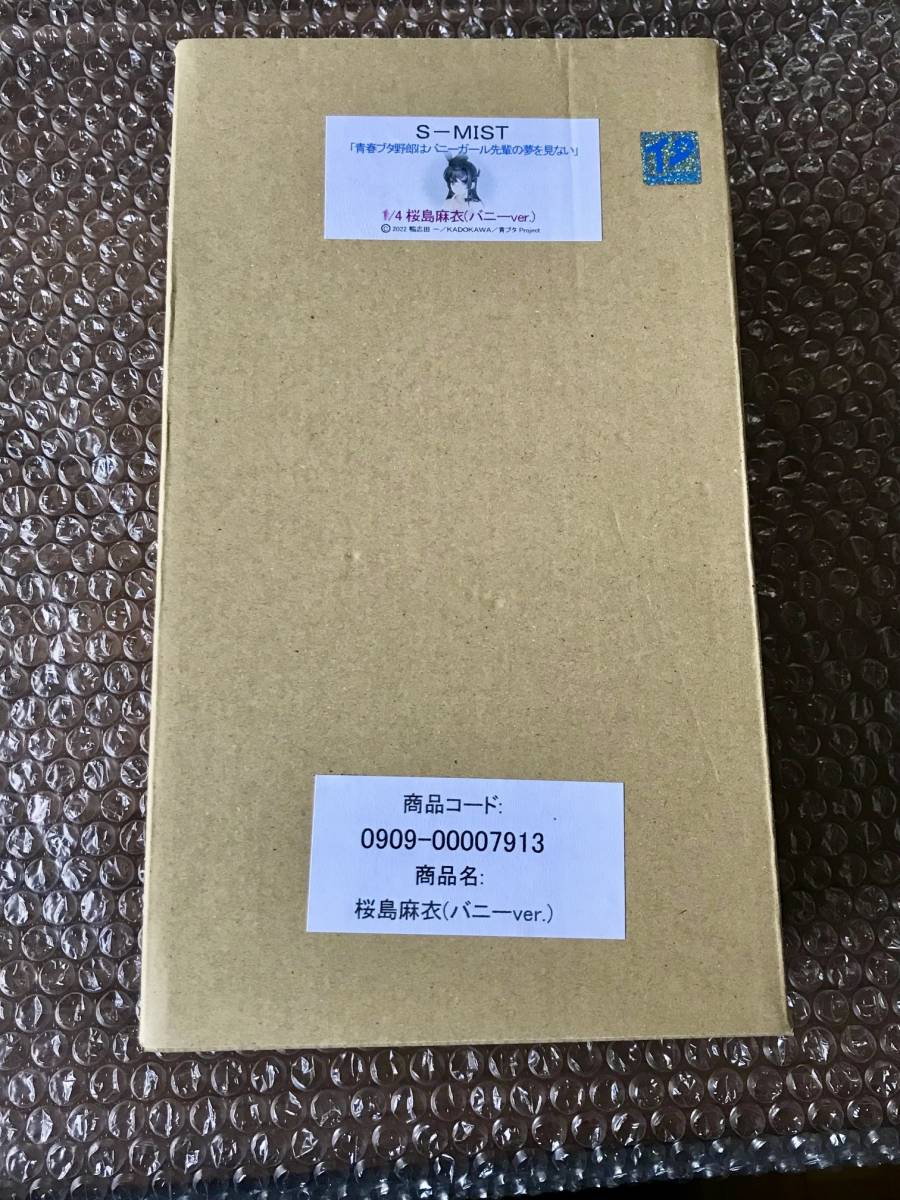 S－MIST
「青春ブタ野郎はバニーガール先輩の夢を見ない」
1/4 桜島麻衣(バニーver.)
© 2022 鴨志田 一／KADOKAWA／青ブタ Project
商品コード:
0909-00007913
商品名:
桜島麻衣(バニーver.)